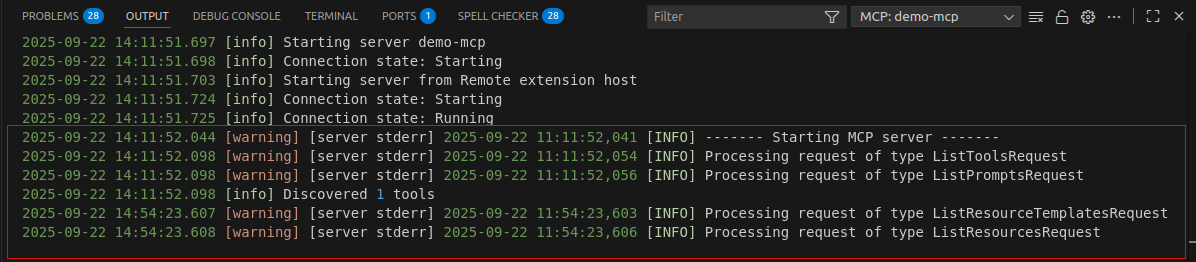 PROBLEMS 28 OUTPUT DEBUG CONSOLE TERMINAL PORTS 1 SPELL CHECKER 28 Filter MCP: demo-mcp
2025-09-22 14:11:51.697 [info] Starting server demo-mcp
2025-09-22 14:11:51.698 [info] Connection state: Starting
2025-09-22 14:11:51.703 [info] Starting server from Remote extension host
2025-09-22 14:11:51.724 [info] Connection state: Starting
2025-09-22 14:11:51.725 [info] Connection state: Running
2025-09-22 14:11:52.044 [warning] [server stderr] 2025-09-22 11:11:52,041 [INFO] ------- Starting MCP server -------
2025-09-22 14:11:52.098 [warning] [server stderr] 2025-09-22 11:11:52,054 [INFO] Processing request of type ListToolsRequest
2025-09-22 14:11:52.098 [warning] [server stderr] 2025-09-22 11:11:52,056 [INFO] Processing request of type ListPromptsRequest
2025-09-22 14:11:52.098 [info] Discovered 1 tools
2025-09-22 14:54:23.607 [warning] [server stderr] 2025-09-22 11:54:23,603 [INFO] Processing request of type ListResourceTemplatesRequest
2025-09-22 14:54:23.608 [warning] [server stderr] 2025-09-22 11:54:23,606 [INFO] Processing request of type ListResourcesRequest